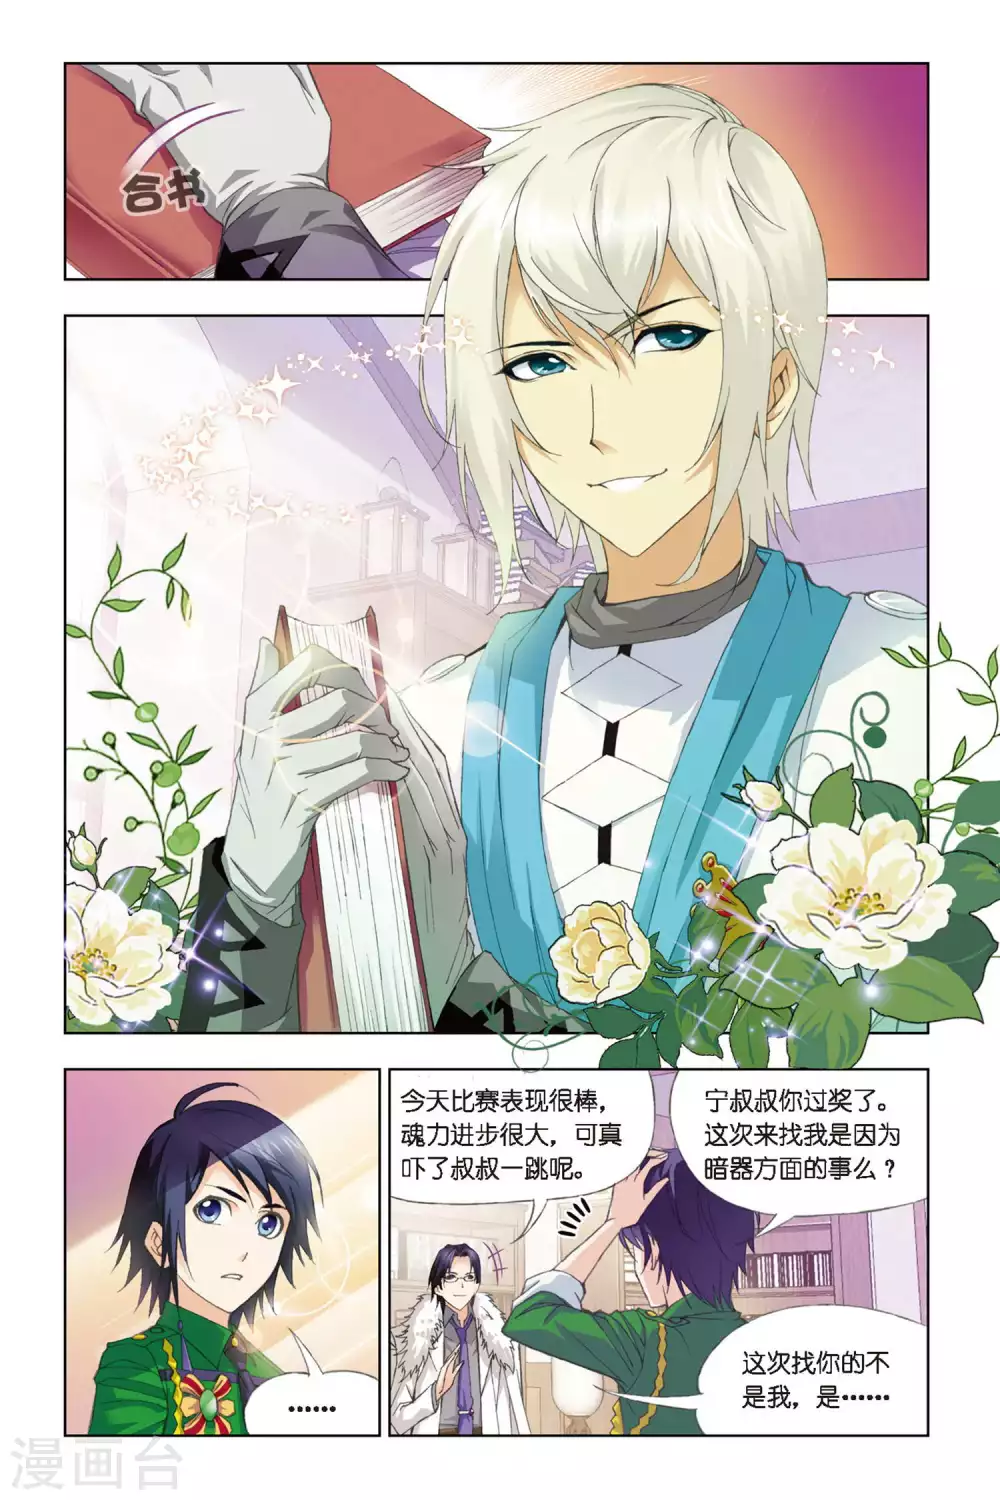 合书
今天比赛表现很棒，
魂力进步很大，可真
吓了叔叔一跳呢。
宁叔叔你过奖了。
这次来找我是因为
暗器方面的事么？
……
这次找你的不
是我，是……
漫画台